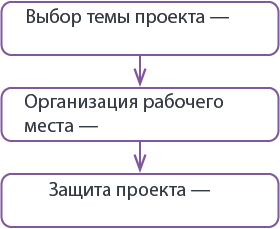 Выбор темы проекта —
Организация рабочего
места —
Защита проекта —